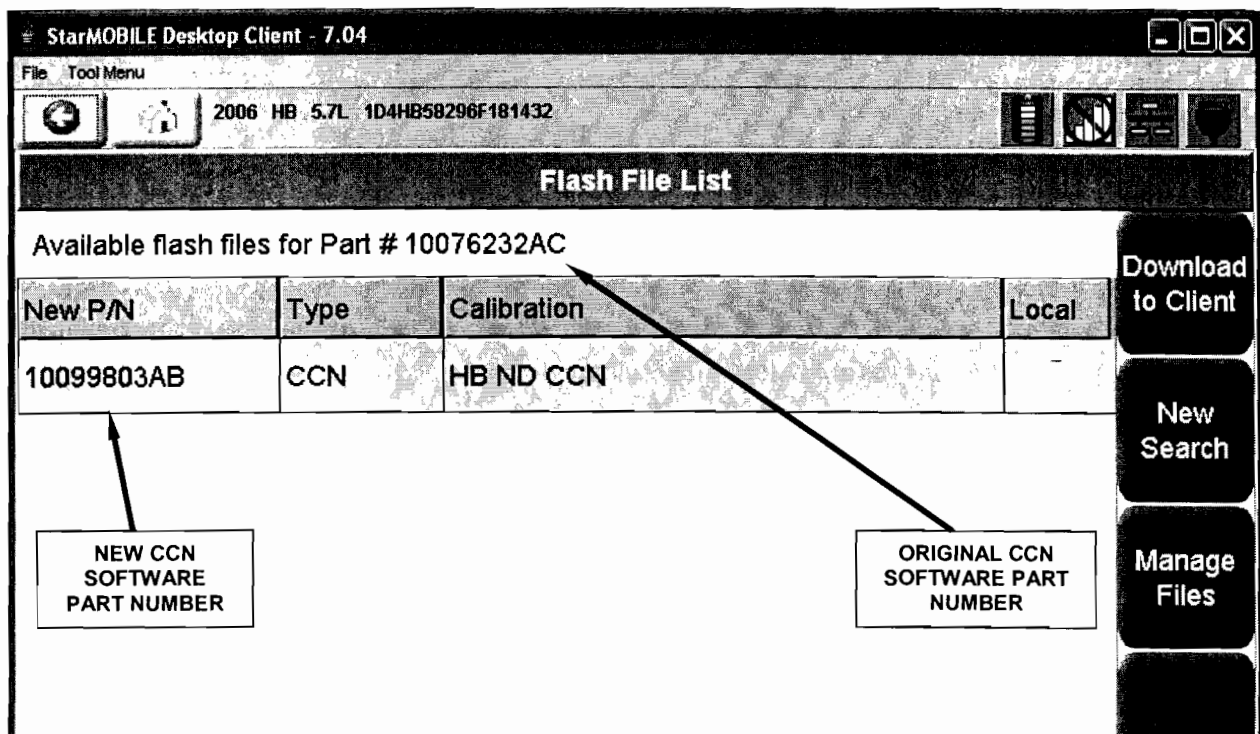 StarMOBILE Desktop Client - 7.04
File Tool Menu
2006 HB 5.7L 1D4HB58296F181432
Flash File List
Available flash files for Part # 10076232AC
New P/N Type Calibration Local
10099803AB CCN HB ND CCN
Download
to Client
New
Search
Manage
Files
NEW CCN
SOFTWARE
PART NUMBER
ORIGINAL CCN
SOFTWARE PART
NUMBER